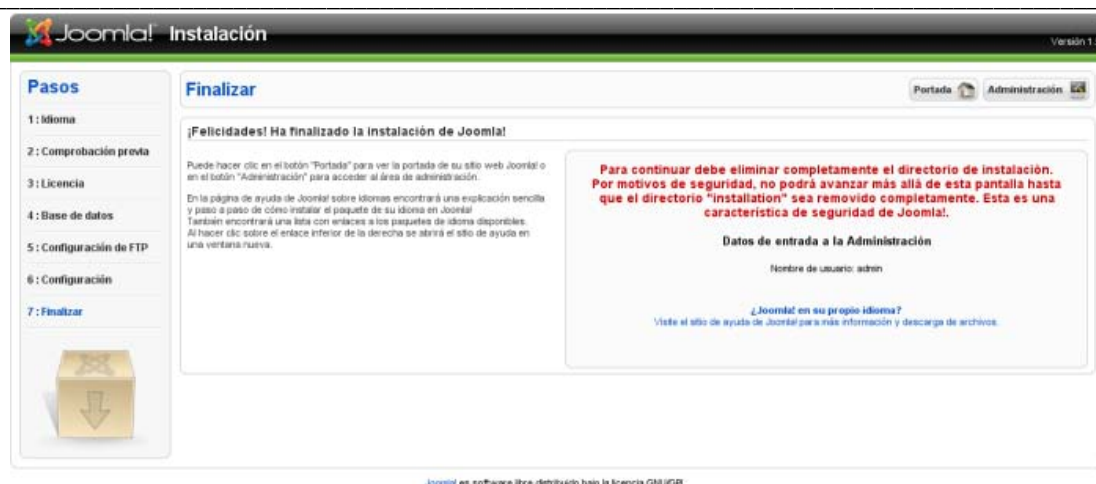 Joomla! Instalación
Versión 1.
Pasos
1 : Idioma
2 : Comprobación previa
3 : Licencia
4 : Base de datos
5 : Configuración de FTP
6 : Configuración
7 : Finalizar
Finalizar
Portada
Administración
¡Felicidades! Ha finalizado la instalación de Joomla!
Puede hacer clic en el botón "Portada" para ver la portada de su sitio web Joomla! o
en el botón "Administración" para acceder al área de administración.
En la página de ayuda de Joomla! sobre idiomas encontrará una explicación sencilla
y paso a paso de cómo instalar el paquete de su idioma en Joomla!
También encontrará una lista con enlaces a los paquetes de idioma disponibles.
Al hacer clic sobre el enlace inferior de la derecha se abrirá el sitio de ayuda en
una ventana nueva.
Para continuar debe eliminar completamente el directorio de instalación.
Por motivos de seguridad, no podrá avanzar más allá de esta pantalla hasta
que el directorio "installation" sea removido completamente. Esta es una
característica de seguridad de Joomla!.
Datos de entrada a la Administración
Nombre de usuario: admin
¿Joomla! en su propio idioma?
Visite el sitio de ayuda de Joomla! para más información y descarga de archivos.
Joomla! es software libre distribuido bajo la licencia GNU/GPL